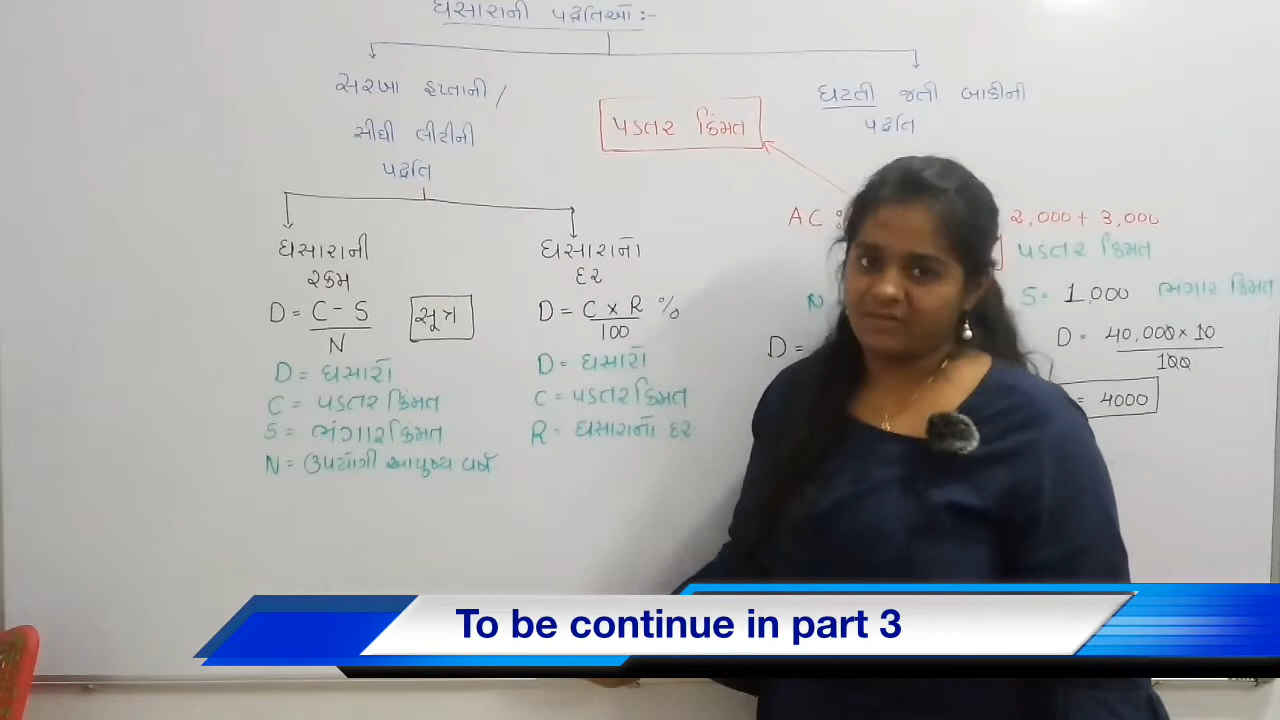 ઘસારાની પદ્ધતિઓ :-
સરખા હપ્તાની /
સીધી લીટીની
પદ્ધતિ
ઘટતી જતી બાકીની
પદ્ધતિ
પડતર કિંમત
ઘસારાની
રકમ
D = C - S
N
સૂત્ર
D = ઘસારો
C = પડતર કિંમત
S = ભંગાર કિંમત
N = ઉપયોગી આયુષ્ય વર્ષ
ઘસારાનો
દર
D = C x R %
100
D = ઘસારો
C = પડતર કિંમત
R = ઘસારાનો દર
AC :
2,000 + 3,000
પડતર કિંમત
N
S = 1,000 ભંગાર કિંમત
D =
D = 40,000 x 10
100
= 4000
To be continue in part 3